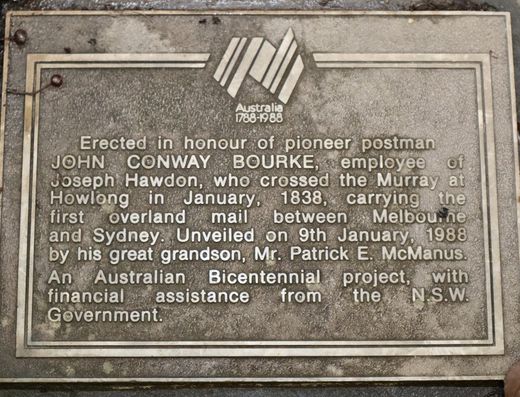 Australia
1788-1988
Erected in honour of pioneer postman
JOHN CONWAY BOURKE, employee of
Joseph Hawdon, who crossed the Murray at
Howlong in January, 1838, carrying the
first overland mail between Melbourne
and Sydney. Unveiled on 9th January, 1988
by his great grandson, Mr. Patrick E. McManus.
An Australian Bicentennial project, with
financial assistance from the N.S.W.
Government.